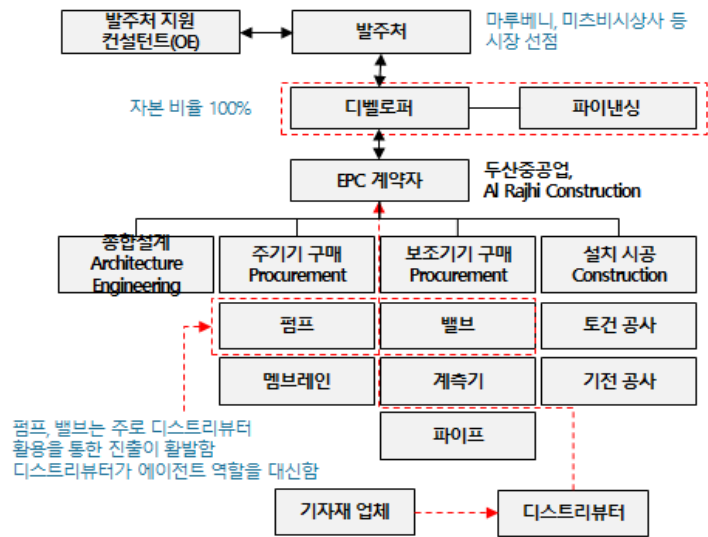 발주처 지원
컨설턴트(OE)
발주처
마루베니, 미츠비시상사 등
시장 선점
자본 비율 100%
디벨로퍼
파이낸싱
EPC 계약자
두산중공업,
Al Rajhi Construction
종합설계
Architecture
Engineering
주기기 구매
Procurement
보조기기 구매
Procurement
설치 시공
Construction
펌프
밸브
토건 공사
멤브레인
계측기
기전 공사
파이프
펌프, 밸브는 주로 디스트리뷰터
활용을 통한 진출이 활발함
디스트리뷰터가 에이전트 역할을 대신함
기자재 업체
디스트리뷰터